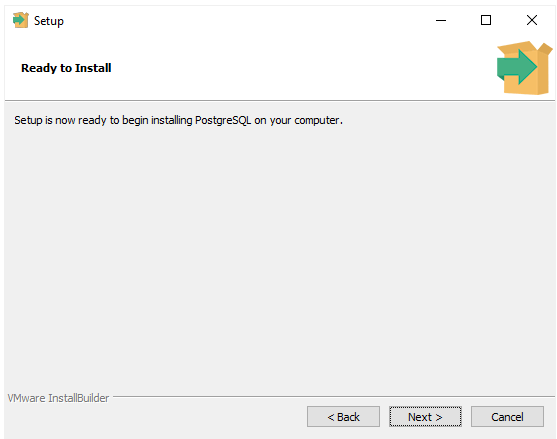 Setup
Ready to Install
Setup is now ready to begin installing PostgreSQL on your computer.
VMware InstallBuilder
< Back
Next >
Cancel